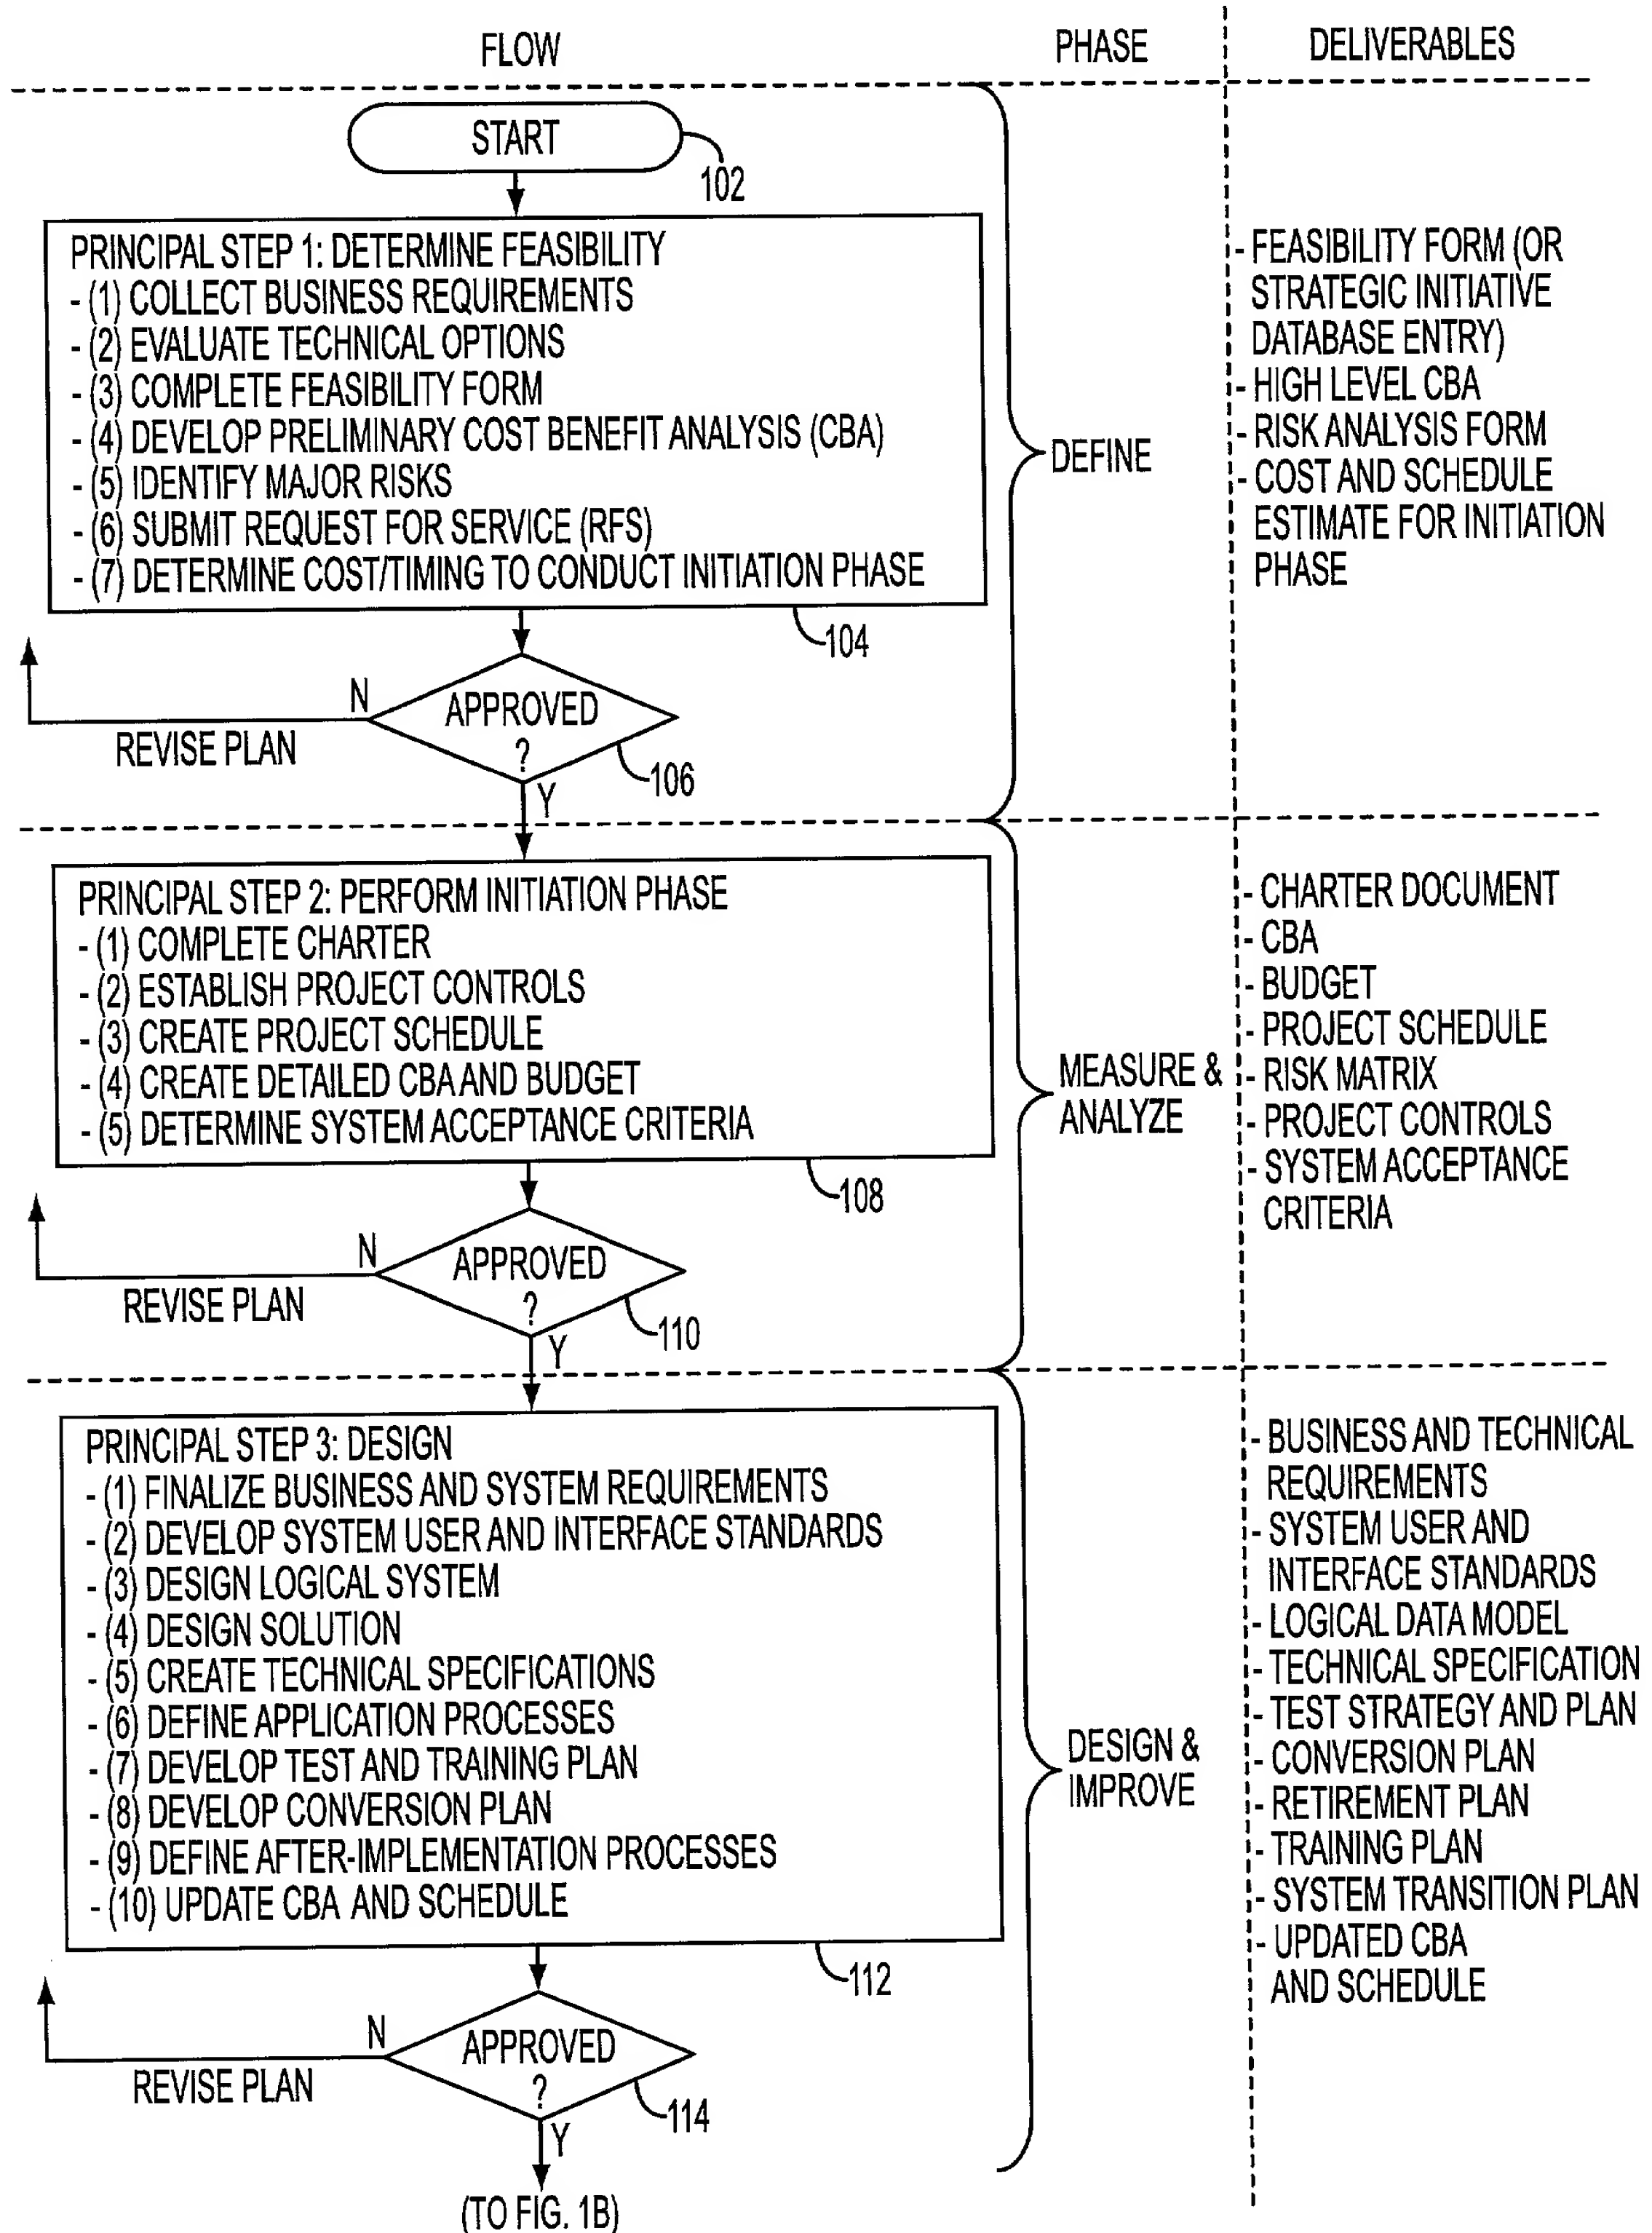 FLOW
PHASE
DELIVERABLES
START
102
PRINCIPAL STEP 1: DETERMINE FEASIBILITY
- (1) COLLECT BUSINESS REQUIREMENTS
- (2) EVALUATE TECHNICAL OPTIONS
- (3) COMPLETE FEASIBILITY FORM
- (4) DEVELOP PRELIMINARY COST BENEFIT ANALYSIS (CBA)
- (5) IDENTIFY MAJOR RISKS
- (6) SUBMIT REQUEST FOR SERVICE (RFS)
- (7) DETERMINE COST/TIMING TO CONDUCT INITIATION PHASE
104
APPROVED
?
N
REVISE PLAN
106
Y
DEFINE
- FEASIBILITY FORM (OR
STRATEGIC INITIATIVE
DATABASE ENTRY)
- HIGH LEVEL CBA
- RISK ANALYSIS FORM
- COST AND SCHEDULE
ESTIMATE FOR INITIATION
PHASE
PRINCIPAL STEP 2: PERFORM INITIATION PHASE
- (1) COMPLETE CHARTER
- (2) ESTABLISH PROJECT CONTROLS
- (3) CREATE PROJECT SCHEDULE
- (4) CREATE DETAILED CBA AND BUDGET
- (5) DETERMINE SYSTEM ACCEPTANCE CRITERIA
108
APPROVED
?
N
REVISE PLAN
110
Y
MEASURE &
ANALYZE
- CHARTER DOCUMENT
- CBA
- BUDGET
- PROJECT SCHEDULE
- RISK MATRIX
- PROJECT CONTROLS
- SYSTEM ACCEPTANCE
CRITERIA
PRINCIPAL STEP 3: DESIGN
- (1) FINALIZE BUSINESS AND SYSTEM REQUIREMENTS
- (2) DEVELOP SYSTEM USER AND INTERFACE STANDARDS
- (3) DESIGN LOGICAL SYSTEM
- (4) DESIGN SOLUTION
- (5) CREATE TECHNICAL SPECIFICATIONS
- (6) DEFINE APPLICATION PROCESSES
- (7) DEVELOP TEST AND TRAINING PLAN
- (8) DEVELOP CONVERSION PLAN
- (9) DEFINE AFTER-IMPLEMENTATION PROCESSES
- (10) UPDATE CBA AND SCHEDULE
112
APPROVED
?
N
REVISE PLAN
114
Y
(TO FIG. 1B)
DESIGN &
IMPROVE
- BUSINESS AND TECHNICAL
REQUIREMENTS
- SYSTEM USER AND
INTERFACE STANDARDS
- LOGICAL DATA MODEL
- TECHNICAL SPECIFICATION
- TEST STRATEGY AND PLAN
- CONVERSION PLAN
- RETIREMENT PLAN
- TRAINING PLAN
- SYSTEM TRANSITION PLAN
- UPDATED CBA
AND SCHEDULE